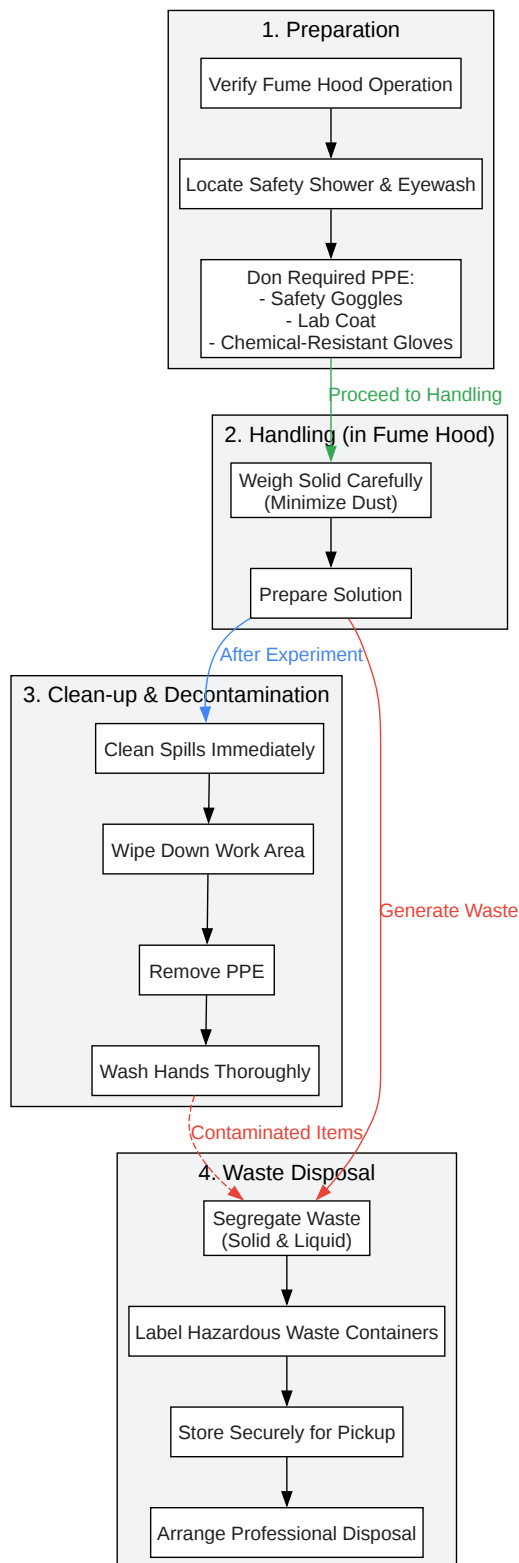 1. Preparation
Verify Fume Hood Operation
Locate Safety Shower & Eyewash
Don Required PPE:
- Safety Goggles
- Lab Coat
- Chemical-Resistant Gloves
Proceed to Handling
2. Handling (in Fume Hood)
Weigh Solid Carefully
(Minimize Dust)
Prepare Solution
After Experiment
3. Clean-up & Decontamination
Clean Spills Immediately
Wipe Down Work Area
Generate Waste
Remove PPE
Wash Hands Thoroughly
Contaminated Items
4. Waste Disposal
Segregate Waste
(Solid & Liquid)
Label Hazardous Waste Containers
Store Securely for Pickup
Arrange Professional Disposal